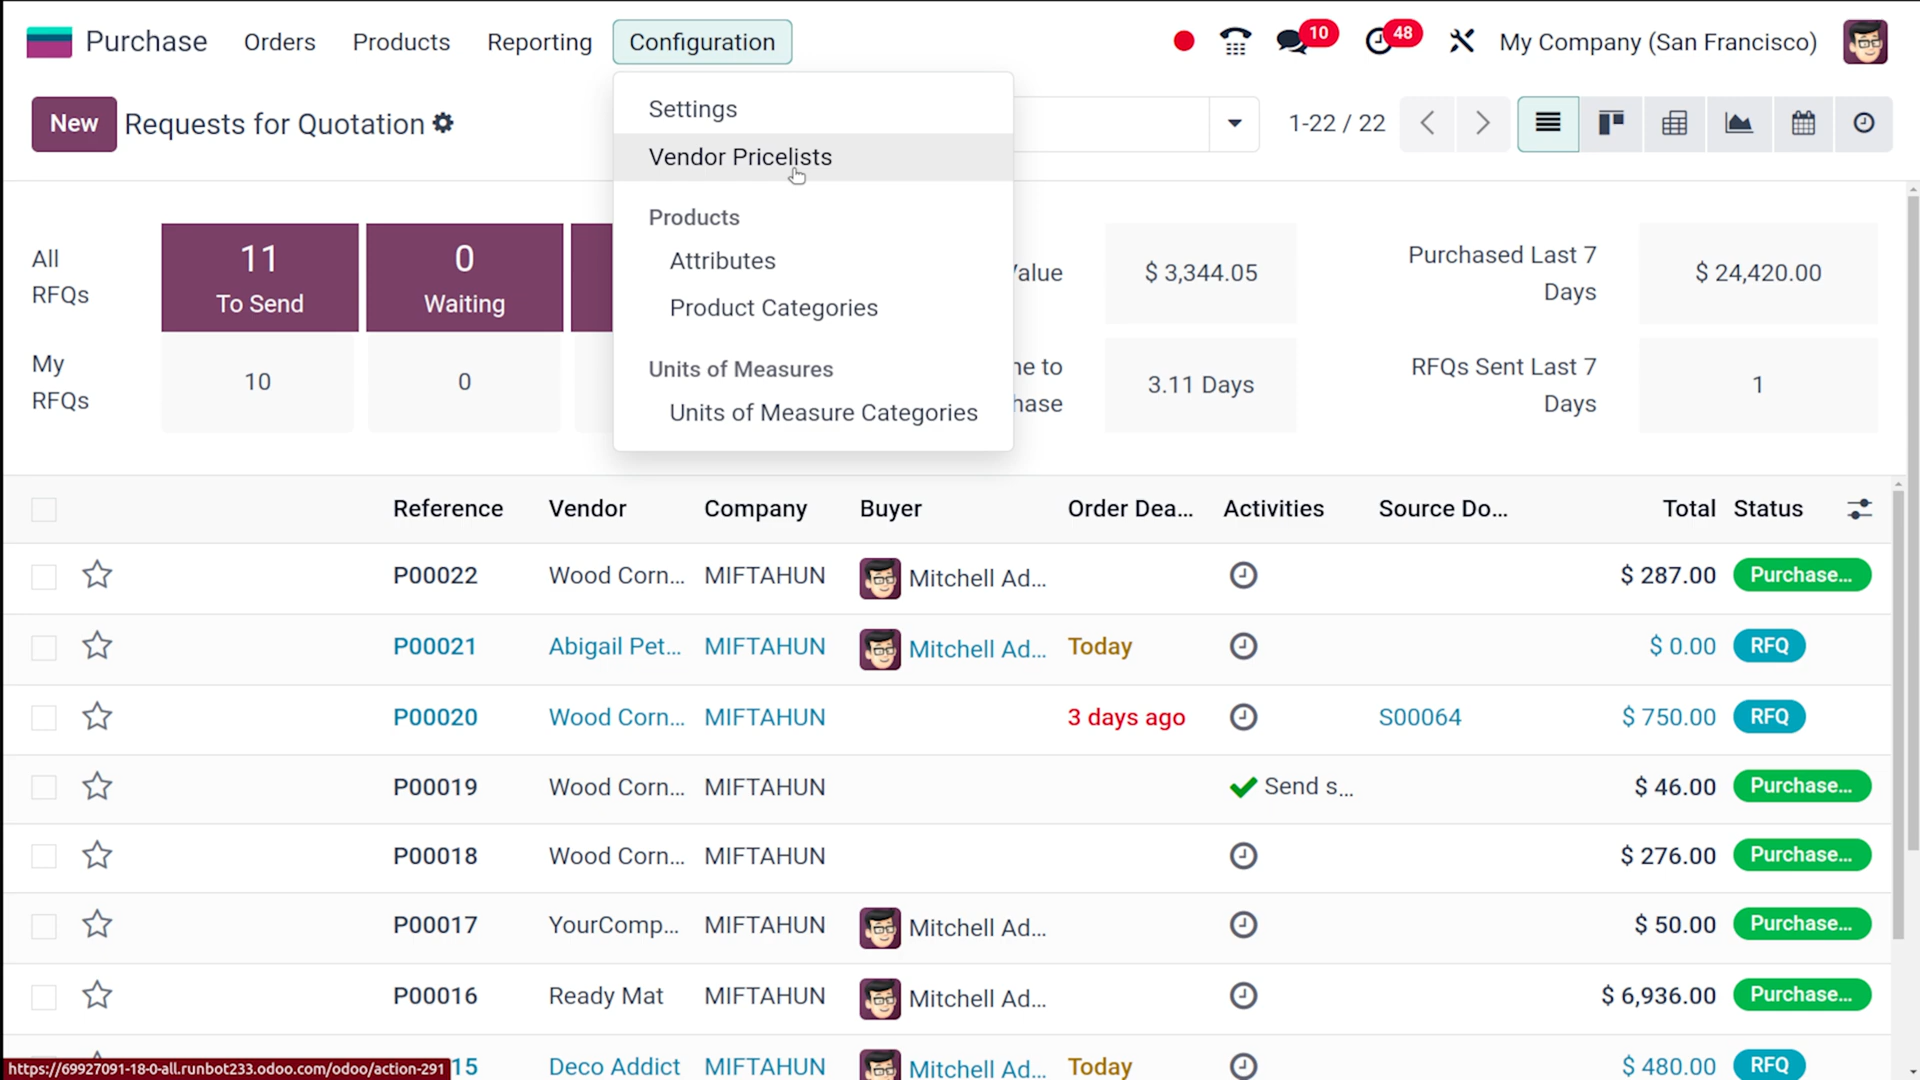 Purchase Orders Products Reporting Configuration 10 48 My Company (San Francisco)
New Requests for Quotation 1-22 / 22
Settings
Vendor Pricelists
Products
Attributes
Product Categories
Units of Measures
Units of Measure Categories
All RFQs 11 To Send 0 Waiting Value $ 3,344.05 Purchased Last 7 Days $ 24,420.00
My RFQs 10 0 3.11 Days RFQs Sent Last 7 Days 1
Reference Vendor Company Buyer Order Dea... Activities Source Do... Total Status
P00022 Wood Corn... MIFTAHUN Mitchell Ad... $ 287.00 Purchase...
P00021 Abigail Pet... MIFTAHUN Mitchell Ad... Today $ 0.00 RFQ
P00020 Wood Corn... MIFTAHUN 3 days ago S00064 $ 750.00 RFQ
P00019 Wood Corn... MIFTAHUN Send s... $ 46.00 Purchase...
P00018 Wood Corn... MIFTAHUN $ 276.00 Purchase...
P00017 YourComp... MIFTAHUN Mitchell Ad... $ 50.00 Purchase...
P00016 Ready Mat MIFTAHUN Mitchell Ad... $ 6,936.00 Purchase...
15 Deco Addict MIFTAHUN Mitchell Ad... Today $ 480.00 RFQ
https://69927091-18-0-all.runbot233.odoo.com/odoo/action-291